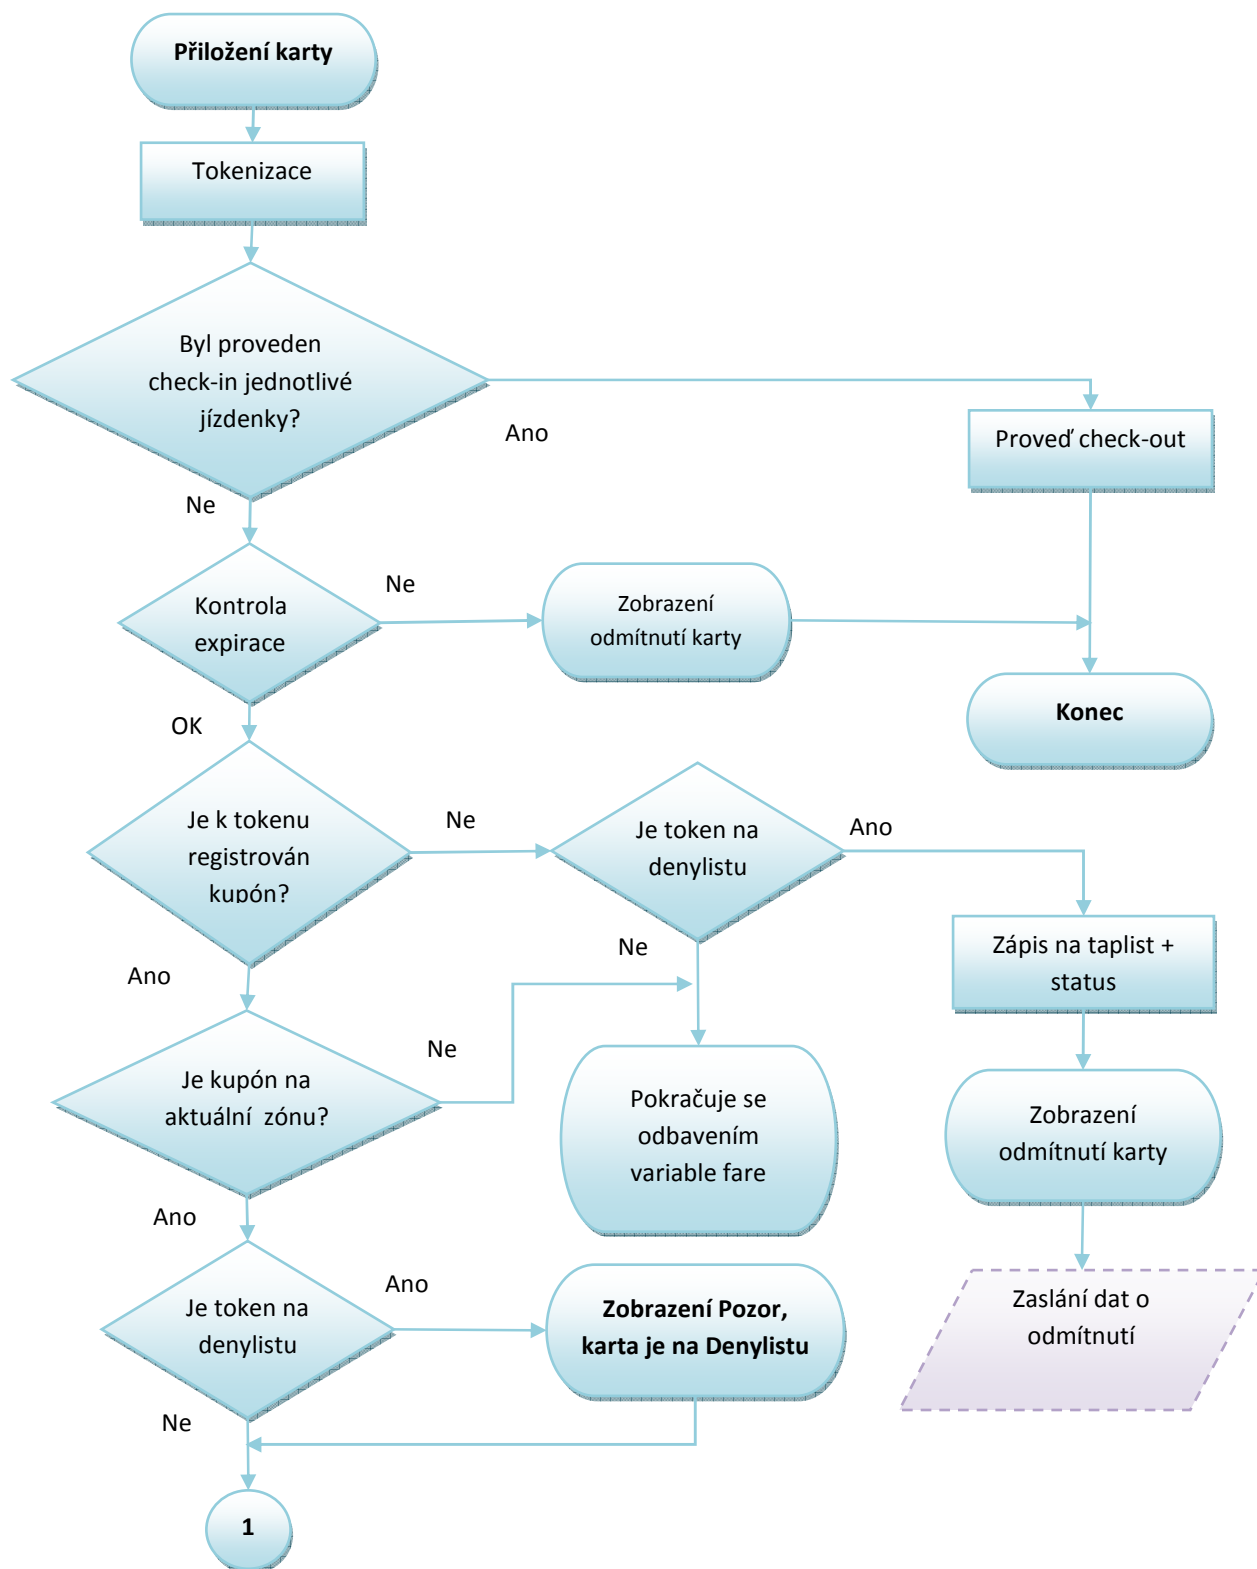 Přiložení karty
Tokenizace
Byl proveden
check-in jednotlivé
jízdenky?
Ano
Proveď check-out
Ne
Kontrola
expirace
Ne
Zobrazení
odmítnutí karty
Konec
OK
Je k tokenu
registrován
kupón?
Ne
Je token na
denylistu
Ano
Zápis na taplist +
status
Ne
Ano
Je kupón na
aktuální  zónu?
Ne
Pokračuje se
odbavením
variable fare
Zobrazení
odmítnutí karty
Ano
Je token na
denylistu
Ano
Zobrazení Pozor,
karta je na Denylistu
Zaslání dat o
odmítnutí
Ne
1